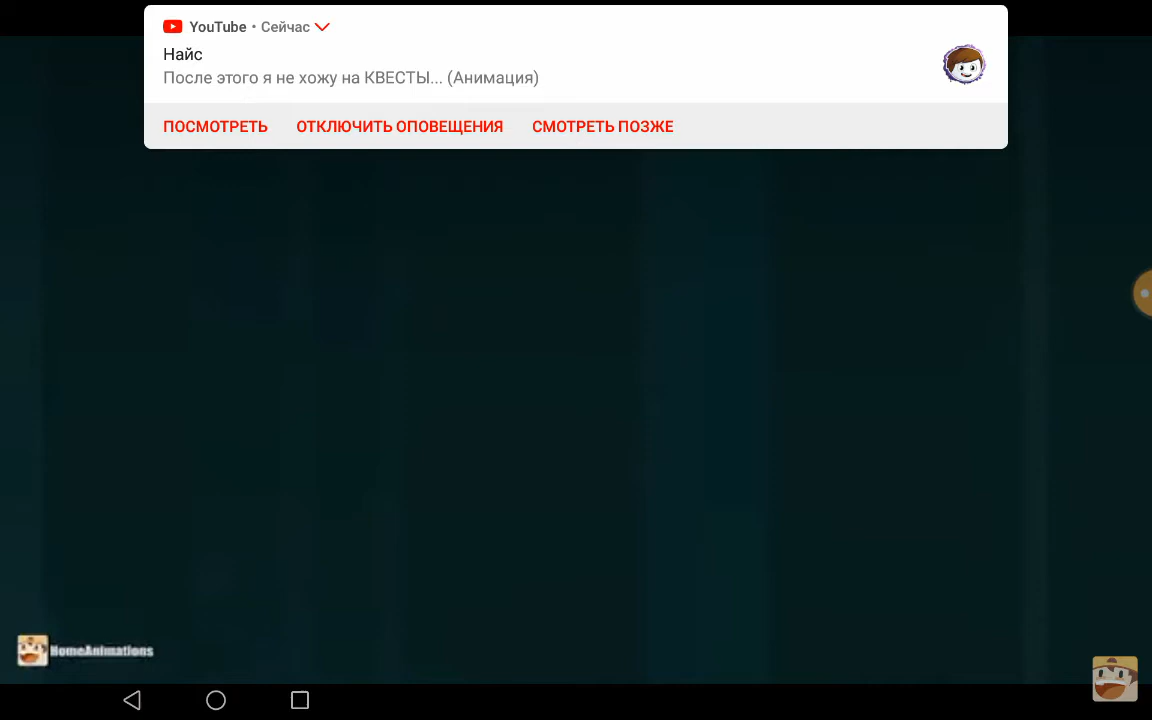 YouTube • Сейчас
Найс
После этого я не хожу на КВЕСТЫ... (Анимация)
ПОСМОТРЕТЬ ОТКЛЮЧИТЬ ОПОВЕЩЕНИЯ СМОТРЕТЬ ПОЗЖЕ
HomeAnimations